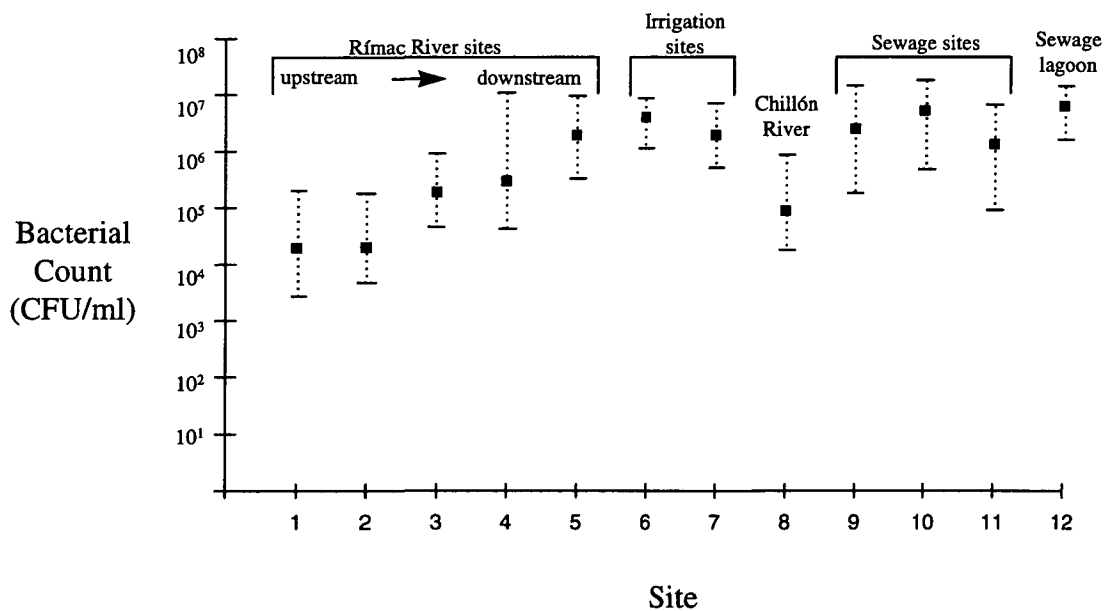 Rímac River sites
upstream
downstream
Irrigation
sites
Chillón
River
Sewage sites
Sewage
lagoon
10⁸
10⁷
10⁶
10⁵
10⁴
10³
10²
10¹
Bacterial
Count
(CFU/ml)
1 2 3 4 5 6 7 8 9 10 11 12
Site